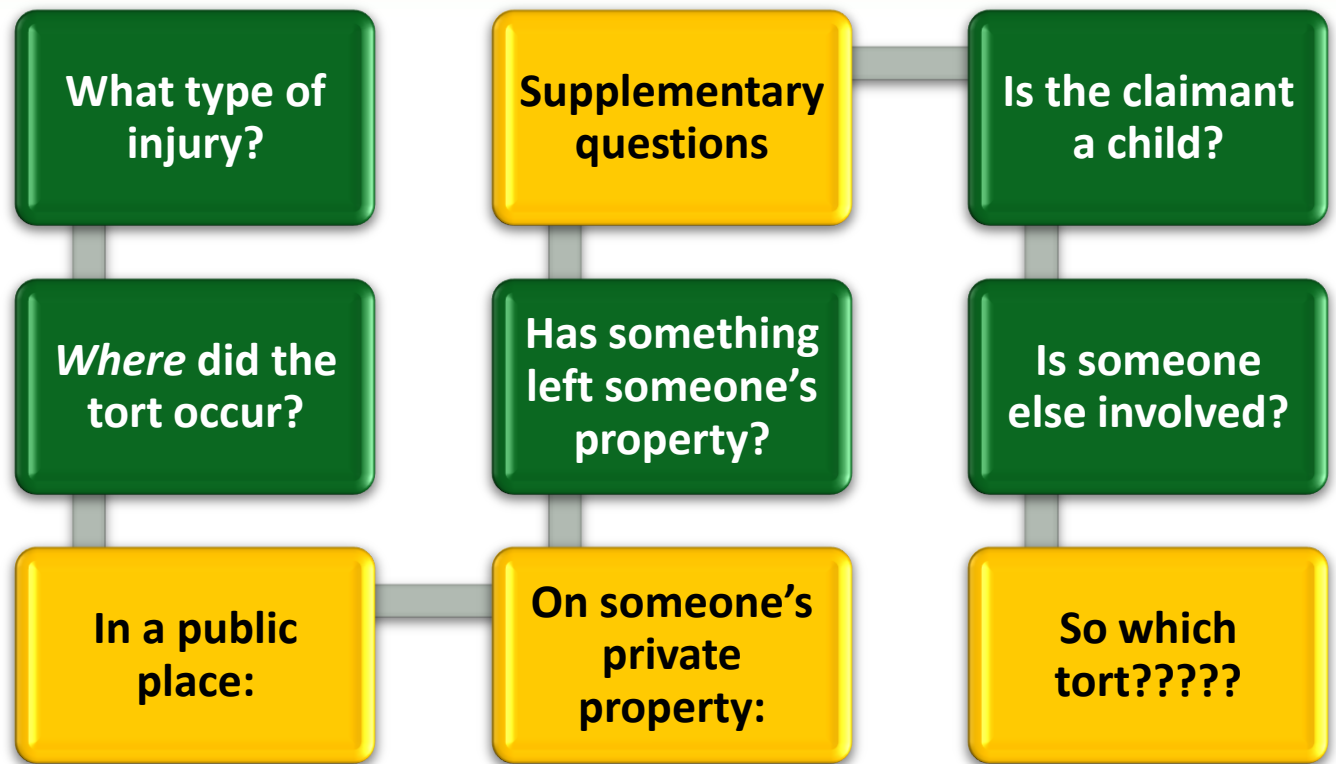 What type of
injury?
Where did the
tort occur?
In a public
place:
On someone’s
private
property:
Has something
left someone’s
property?
Supplementary
questions
Is the claimant
a child?
Is someone
else involved?
So which
tort?????